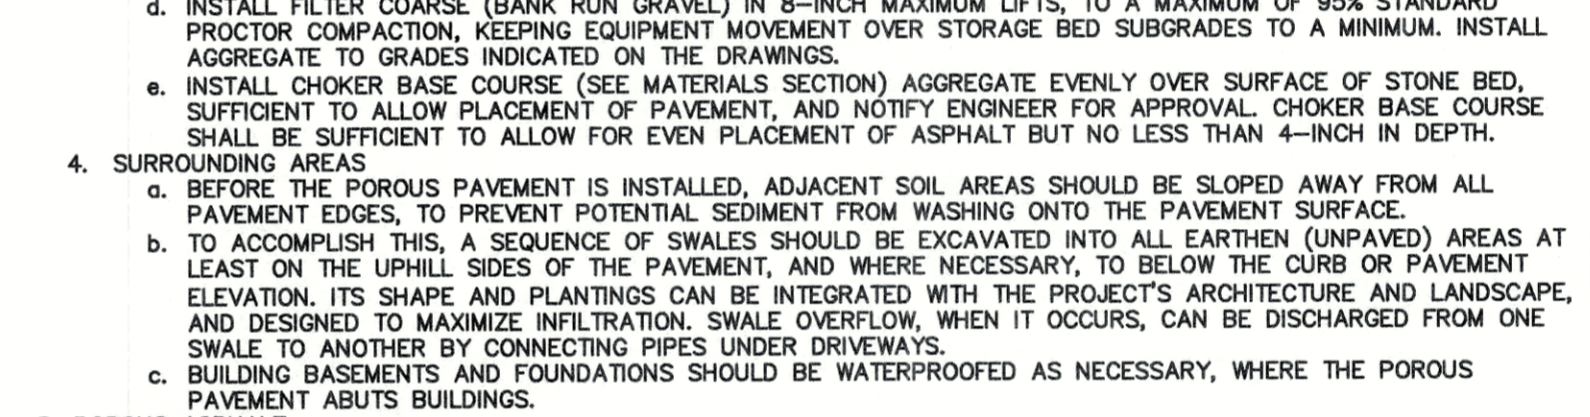 d. INSTALL FILTER COARSE (BANK RUN GRAVEL) IN 8-INCH MAXIMUM LIFTS, TO A MAXIMUM OF 95% STANDARD
PROCTOR COMPACTION, KEEPING EQUIPMENT MOVEMENT OVER STORAGE BED SUBGRADES TO A MINIMUM. INSTALL
AGGREGATE TO GRADES INDICATED ON THE DRAWINGS.
e. INSTALL CHOKER BASE COURSE (SEE MATERIALS SECTION) AGGREGATE EVENLY OVER SURFACE OF STONE BED,
SUFFICIENT TO ALLOW PLACEMENT OF PAVEMENT, AND NOTIFY ENGINEER FOR APPROVAL. CHOKER BASE COURSE
SHALL BE SUFFICIENT TO ALLOW FOR EVEN PLACEMENT OF ASPHALT BUT NO LESS THAN 4-INCH IN DEPTH.
4. SURROUNDING AREAS
a. BEFORE THE POROUS PAVEMENT IS INSTALLED, ADJACENT SOIL AREAS SHOULD BE SLOPED AWAY FROM ALL
PAVEMENT EDGES, TO PREVENT POTENTIAL SEDIMENT FROM WASHING ONTO THE PAVEMENT SURFACE.
b. TO ACCOMPLISH THIS, A SEQUENCE OF SWALES SHOULD BE EXCAVATED INTO ALL EARTHEN (UNPAVED) AREAS AT
LEAST ON THE UPHILL SIDES OF THE PAVEMENT, AND WHERE NECESSARY, TO BELOW THE CURB OR PAVEMENT
ELEVATION. ITS SHAPE AND PLANTINGS CAN BE INTEGRATED WITH THE PROJECT'S ARCHITECTURE AND LANDSCAPE,
AND DESIGNED TO MAXIMIZE INFILTRATION. SWALE OVERFLOW, WHEN IT OCCURS, CAN BE DISCHARGED FROM ONE
SWALE TO ANOTHER BY CONNECTING PIPES UNDER DRIVEWAYS.
c. BUILDING BASEMENTS AND FOUNDATIONS SHOULD BE WATERPROOFED AS NECESSARY, WHERE THE POROUS
PAVEMENT ABUTS BUILDINGS.